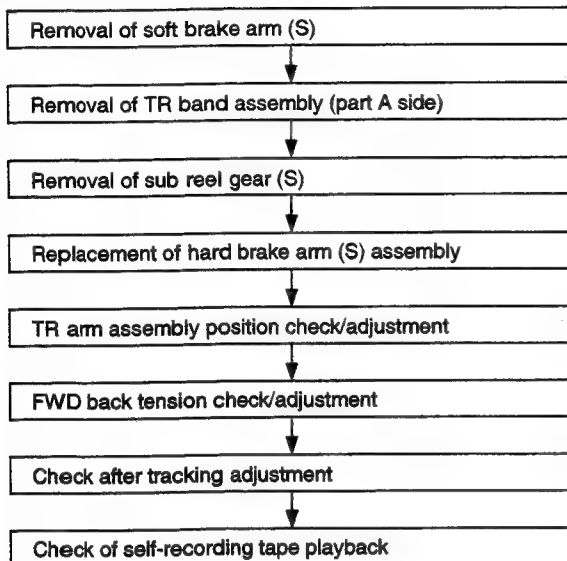 Removal of soft brake arm (S)
Removal of TR band assembly (part A side)
Removal of sub reel gear (S)
Replacement of hard brake arm (S) assembly
TR arm assembly position check/adjustment
FWD back tension check/adjustment
Check after tracking adjustment
Check of self-recording tape playback